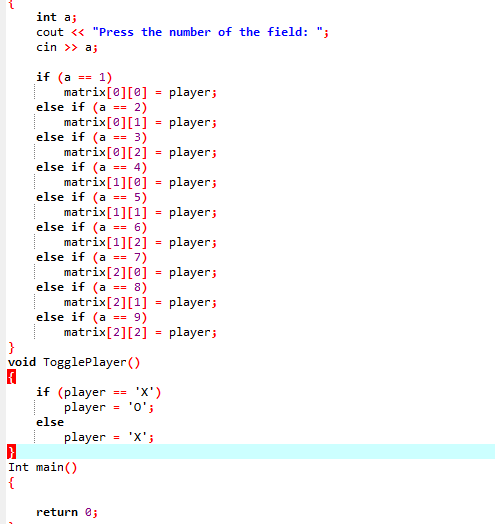 {
int a;
cout << "Press the number of the field: ";
cin >> a;
if (a == 1)
matrix[0][0] = player;
else if (a == 2)
matrix[0][1] = player;
else if (a == 3)
matrix[0][2] = player;
else if (a == 4)
matrix[1][0] = player;
else if (a == 5)
matrix[1][1] = player;
else if (a == 6)
matrix[1][2] = player;
else if (a == 7)
matrix[2][0] = player;
else if (a == 8)
matrix[2][1] = player;
else if (a == 9)
matrix[2][2] = player;
}
void TogglePlayer()
{
if (player == 'X')
player = 'O';
else
player = 'X';
}
Int main()
{
return 0;
}